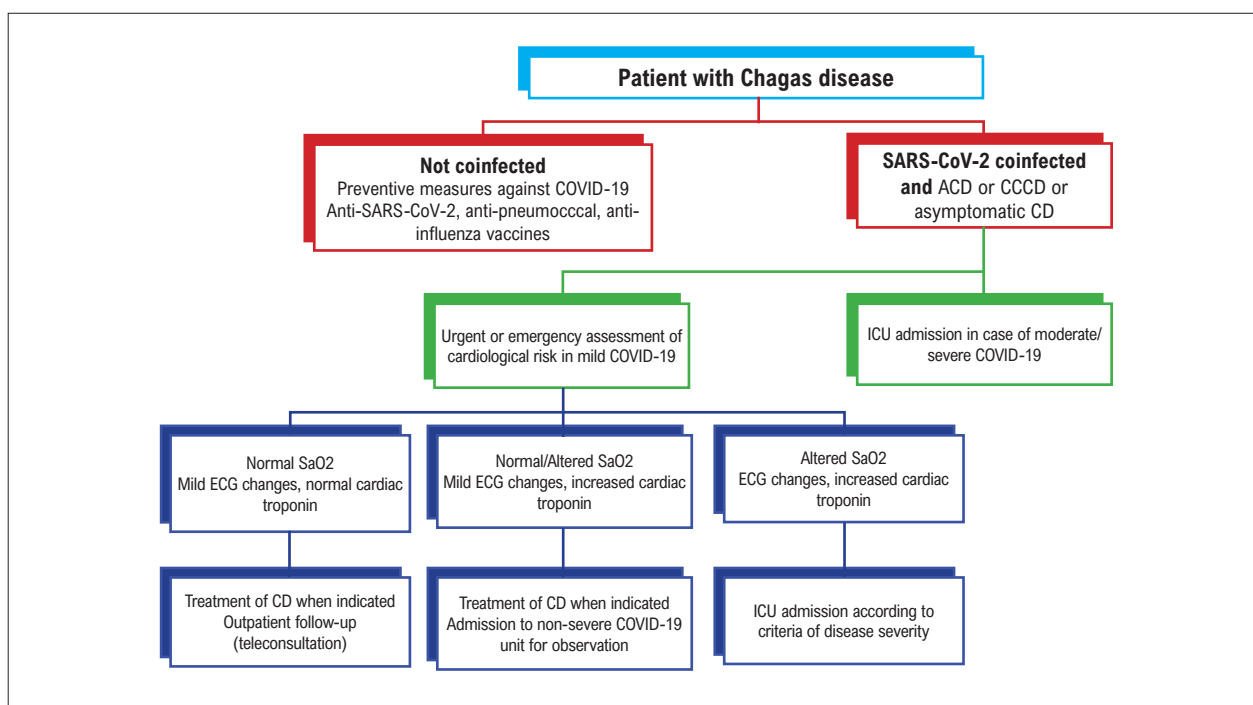 Patient with Chagas disease
Not coinfected
Preventive measures against COVID-19
Anti-SARS-CoV-2, anti-pneumocccal, anti-
influenza vaccines
SARS-CoV-2 coinfected
and ACD or CCCD or
asymptomatic CD
Urgent or emergency assessment of
cardiological risk in mild COVID-19
ICU admission in case of moderate/
severe COVID-19
Normal SaO2
Mild ECG changes, normal cardiac
troponin
Normal/Altered SaO2
Mild ECG changes, increased cardiac
troponin
Altered SaO2
ECG changes, increased cardiac
troponin
Treatment of CD when indicated
Outpatient follow-up
(teleconsultation)
Treatment of CD when indicated
Admission to non-severe COVID-19
unit for observation
ICU admission according to
criteria of disease severity